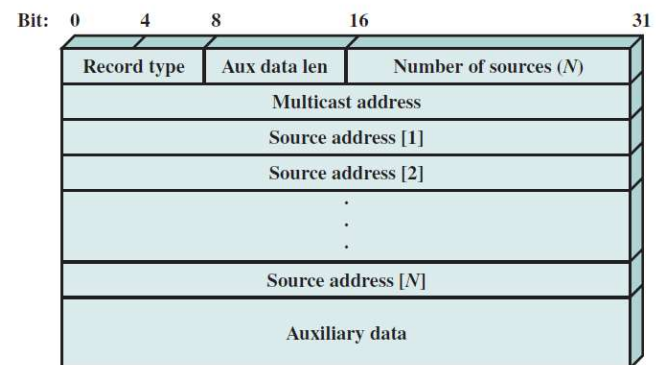 Bit: 0 4 8 16 31
Record type Aux data len Number of sources (N)
Multicast address
Source address [1]
Source address [2]
.
.
.
Source address [N]
Auxiliary data